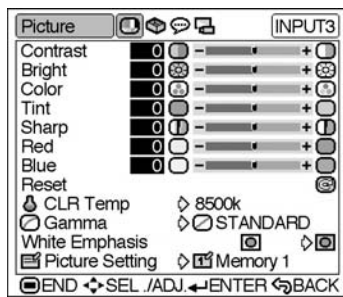 Picture INPUT3
Contrast 0 - +
Bright 0 - +
Color 0 - +
Tint 0 - +
Sharp 0 - +
Red 0 - +
Blue 0 - +
Reset
CLR Temp 8500k
Gamma STANDARD
White Emphasis
Picture Setting Memory 1
END SEL ./ADJ. ENTER BACK